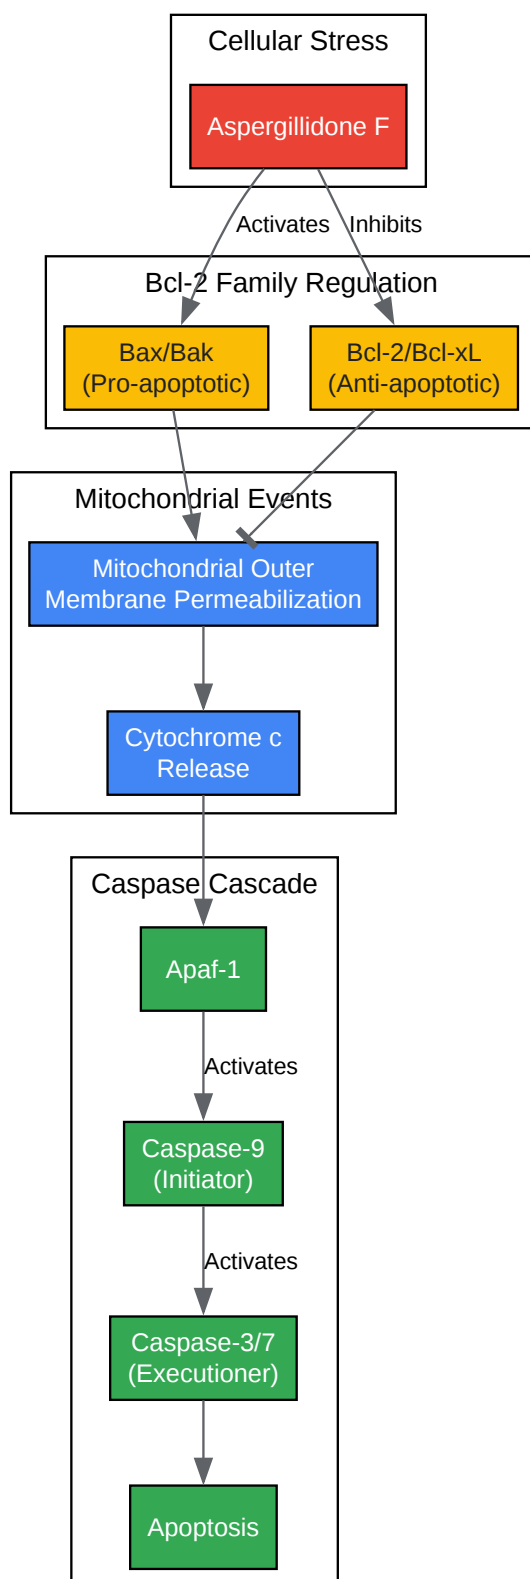 Cellular Stress
Aspergillidone F
Activates
Inhibits
Bcl-2 Family Regulation
Bax/Bak
(Pro-apoptotic)
Bcl-2/Bcl-xL
(Anti-apoptotic)
Mitochondrial Events
Mitochondrial Outer
Membrane Permeabilization
Cytochrome c
Release
Caspase Cascade
Apaf-1
Activates
Caspase-9
(Initiator)
Activates
Caspase-3/7
(Executioner)
Apoptosis